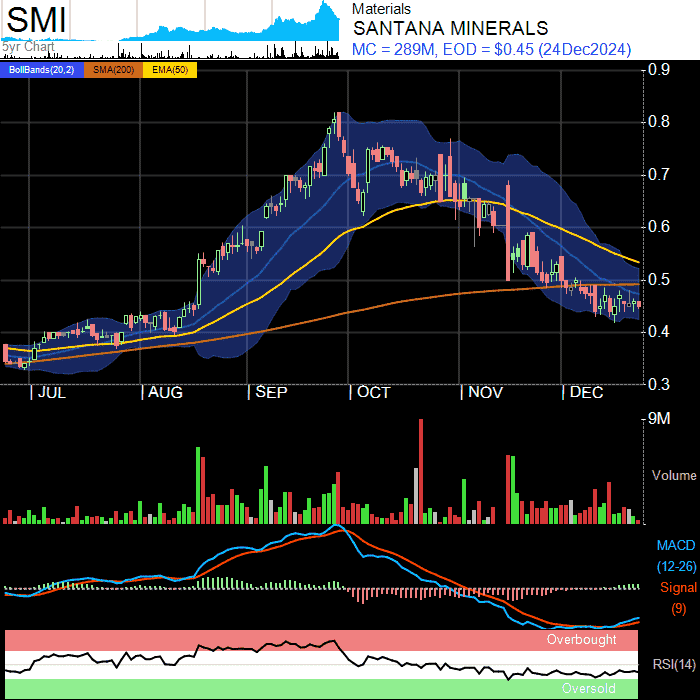 SMI
5yr Chart
Materials
SANTANA MINERALS
MC = 289M, EOD = $0.45 (24Dec2024)
BollBands(20,2) SMA(200) EMA(50)
0.9
0.8
0.7
0.6
0.5
0.4
0.3
JUL AUG SEP OCT NOV DEC
9M
Volume
MACD
(12-26)
Signal
(9)
Overbought
RSI(14)
Oversold